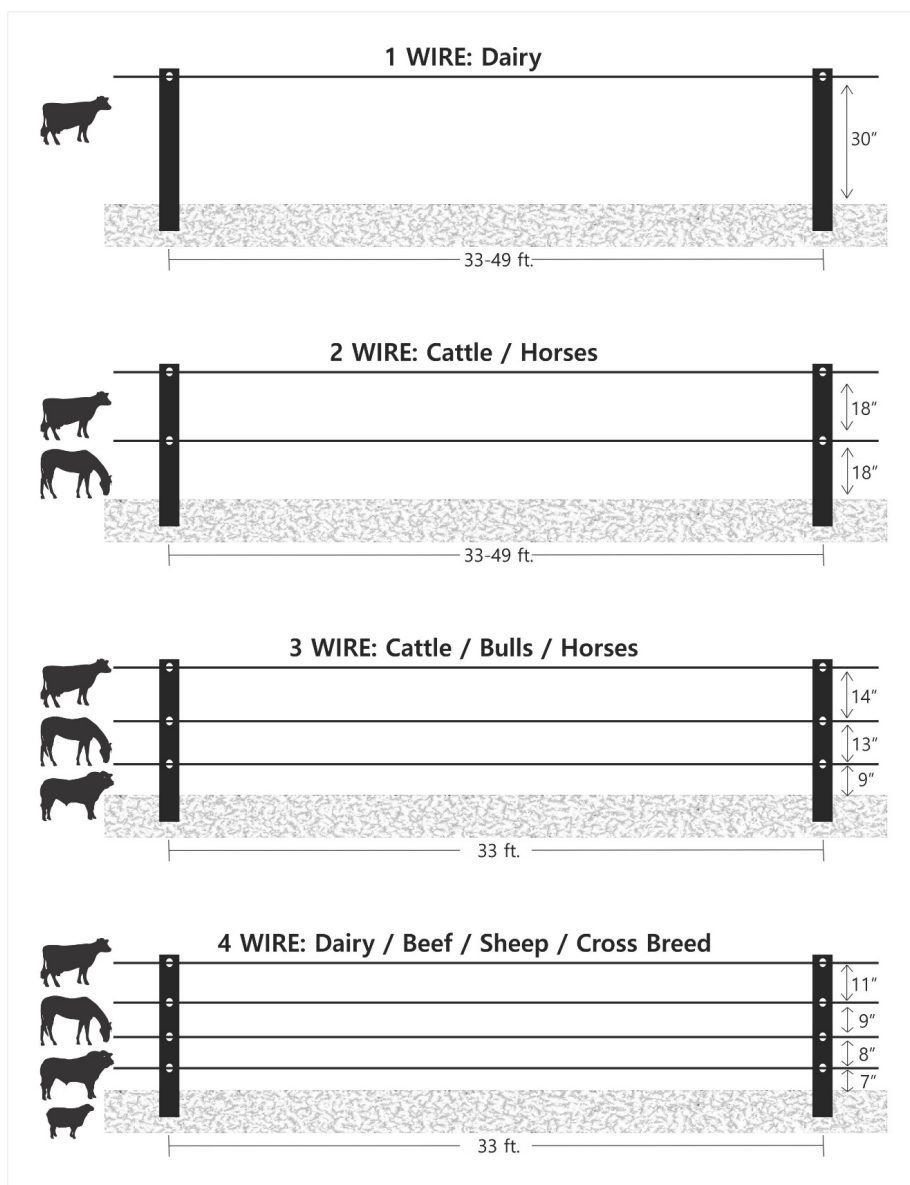 1 WIRE: Dairy
30"
33-49 ft.
2 WIRE: Cattle / Horses
18"
18"
33-49 ft.
3 WIRE: Cattle / Bulls / Horses
14"
13"
9"
33 ft.
4 WIRE: Dairy / Beef / Sheep / Cross Breed
11"
9"
8"
7"
33 ft.